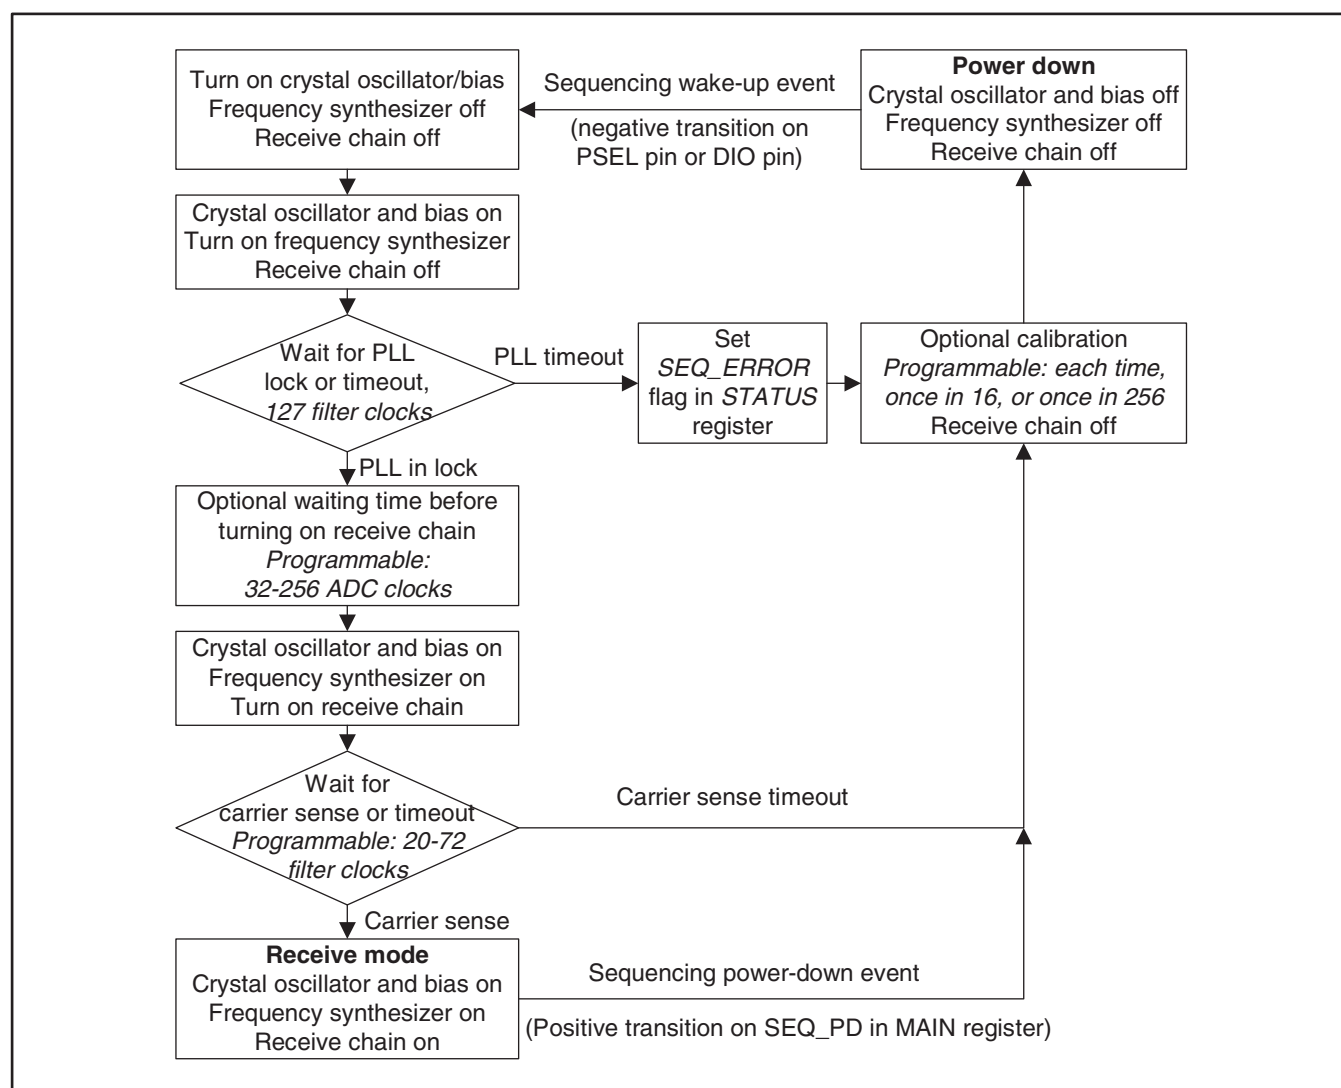 Turn on crystal oscillator/bias
Frequency synthesizer off
Receive chain off
Sequencing wake-up event
(negative transition on
PSEL pin or DIO pin)
Power down
Crystal oscillator and bias off
Frequency synthesizer off
Receive chain off
Crystal oscillator and bias on
Turn on frequency synthesizer
Receive chain off
Wait for PLL
lock or timeout,
127 filter clocks
PLL timeout
Set
SEQ_ERROR
flag in STATUS
register
Optional calibration
Programmable: each time,
once in 16, or once in 256
Receive chain off
PLL in lock
Optional waiting time before
turning on receive chain
Programmable:
32-256 ADC clocks
Crystal oscillator and bias on
Frequency synthesizer on
Turn on receive chain
Wait for
carrier sense or timeout
Programmable: 20-72
filter clocks
Carrier sense timeout
Carrier sense
Receive mode
Crystal oscillator and bias on
Frequency synthesizer on
Receive chain on
Sequencing power-down event
(Positive transition on SEQ_PD in MAIN register)